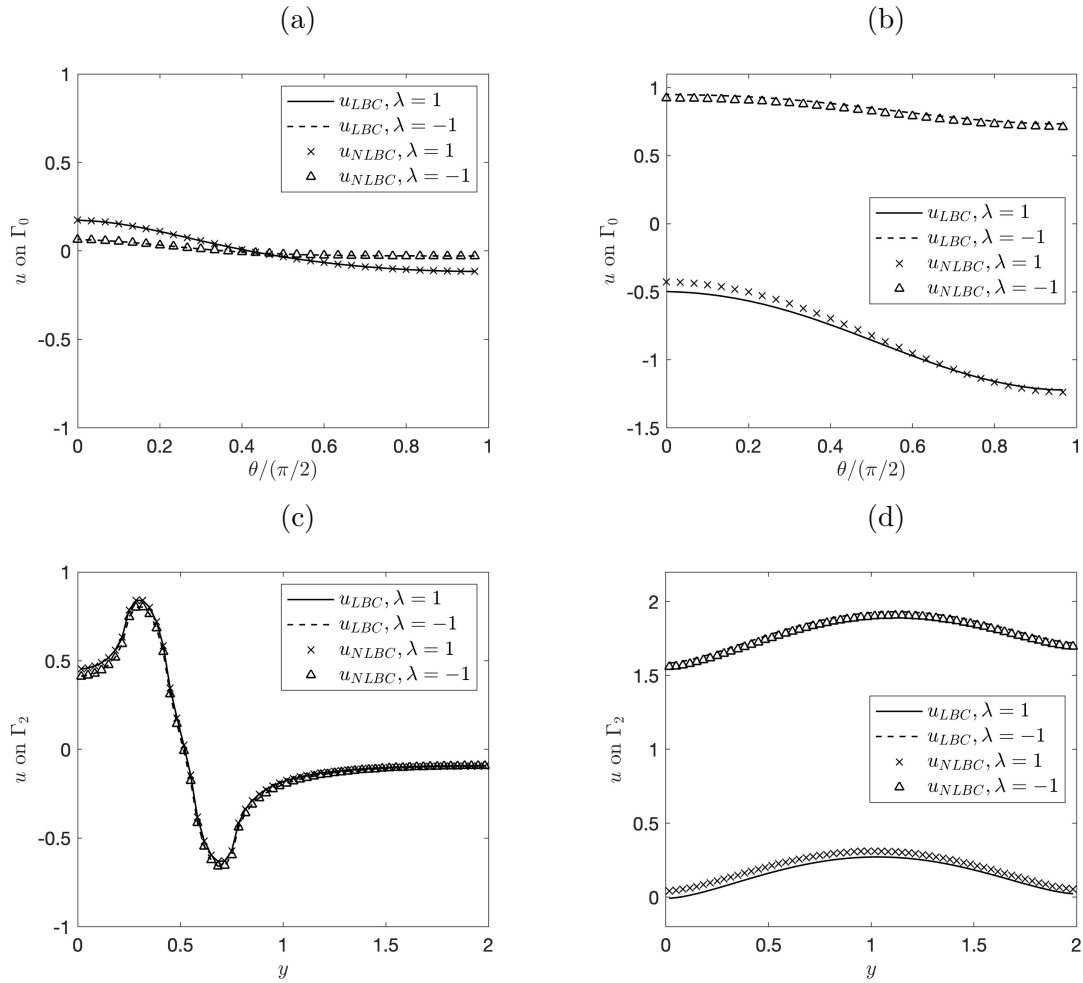 (a)
1
0.5
0
-0.5
-1
u on Γ₀
u_{LBC}, λ = 1
u_{LBC}, λ = −1
u_{NLBC}, λ = 1
u_{NLBC}, λ = −1
0 0.2 0.4 0.6 0.8 1
θ/(π/2)
(b)
1
0.5
0
-0.5
-1
-1.5
u on Γ₀
u_{LBC}, λ = 1
u_{LBC}, λ = −1
u_{NLBC}, λ = 1
u_{NLBC}, λ = −1
0 0.2 0.4 0.6 0.8 1
θ/(π/2)
(c)
1
0.5
0
-0.5
-1
u on Γ₂
u_{LBC}, λ = 1
u_{LBC}, λ = −1
u_{NLBC}, λ = 1
u_{NLBC}, λ = −1
0 0.5 1 1.5 2
y
(d)
2
1.5
1
0.5
0
u on Γ₂
u_{LBC}, λ = 1
u_{LBC}, λ = −1
u_{NLBC}, λ = 1
u_{NLBC}, λ = −1
0 0.5 1 1.5 2
y